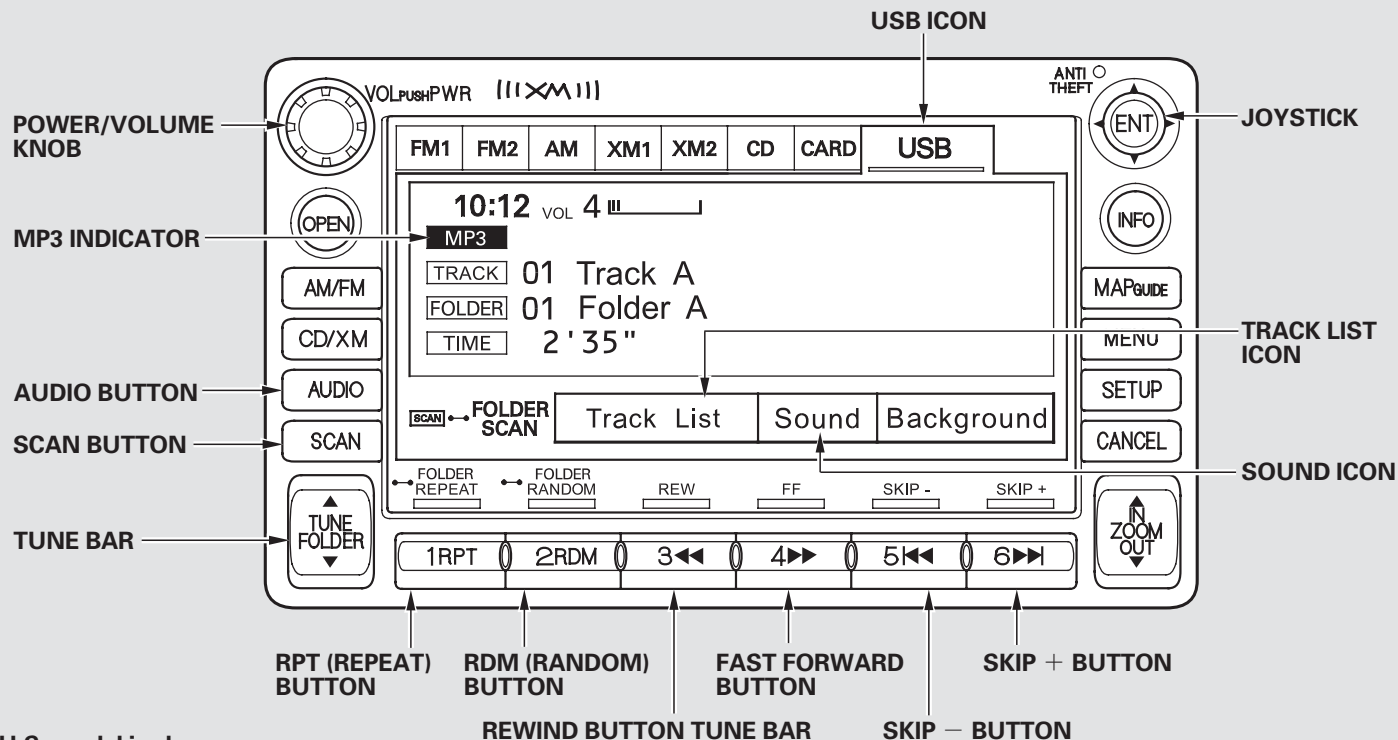 USB ICON
POWER/VOLUME
KNOB
VOL PUSH PWR
XM
ANTI
THEFT
ENT
JOYSTICK
FM1 FM2 AM XM1 XM2 CD CARD USB
OPEN
10:12 VOL 4
INFO
MP3 INDICATOR
MP3
TRACK 01 Track A
AM/FM
MAP GUIDE
FOLDER 01 Folder A
CD/XM
TIME 2'35"
MENU
TRACK LIST
ICON
AUDIO BUTTON
AUDIO
SETUP
SCAN FOLDER
SCAN
Track List Sound Background
SCAN BUTTON
SCAN
CANCEL
SOUND ICON
FOLDER
REPEAT
FOLDER
RANDOM
REW FF SKIP - SKIP +
TUNE BAR
TUNE
FOLDER
IN
ZOOM
OUT
1RPT 2RDM 3◀◀ 4▶▶ 5|◀◀ 6▶▶|
RPT (REPEAT)
BUTTON
RDM (RANDOM)
BUTTON
FAST FORWARD
BUTTON
SKIP + BUTTON
REWIND BUTTON TUNE BAR
SKIP - BUTTON